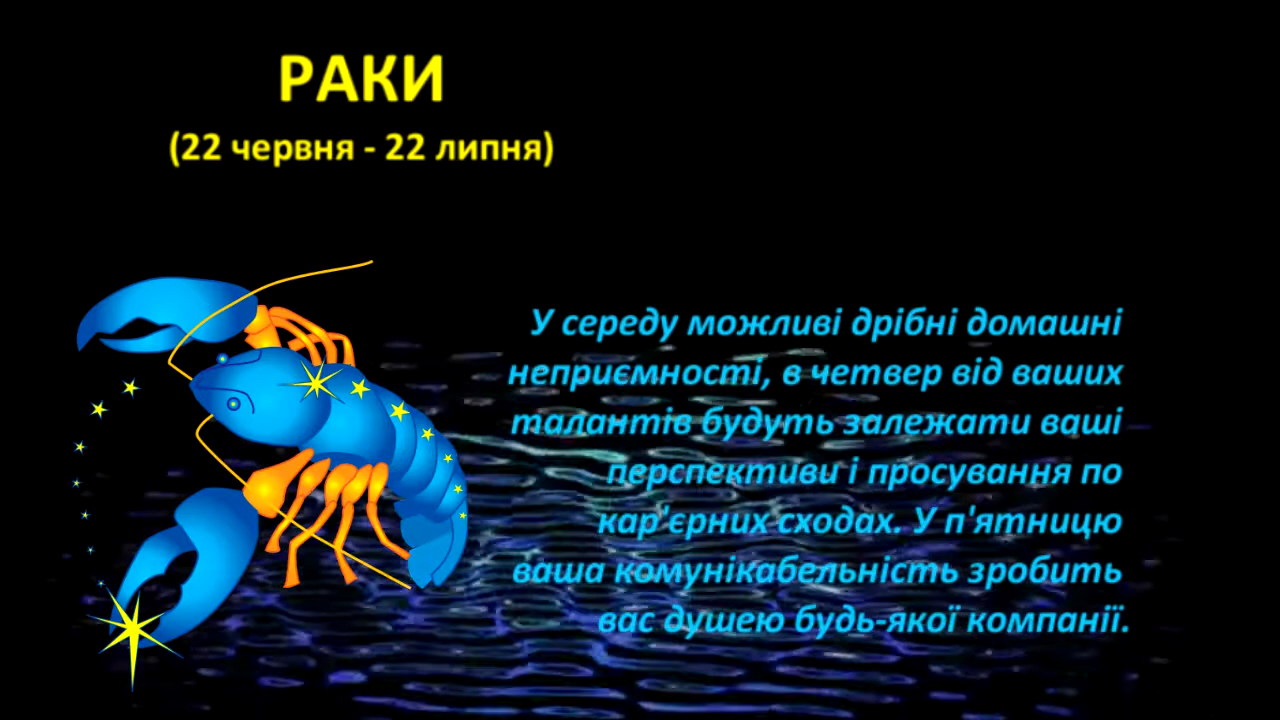 РАКИ
(22 червня - 22 липня)
У середу можливі дрібні домашні
неприємності, в четвер від ваших
талантів будуть залежати ваші
перспективи і просування по
кар'єрних сходах. У п'ятницю
ваша комунікабельність зробить
вас душею будь-якої компанії.